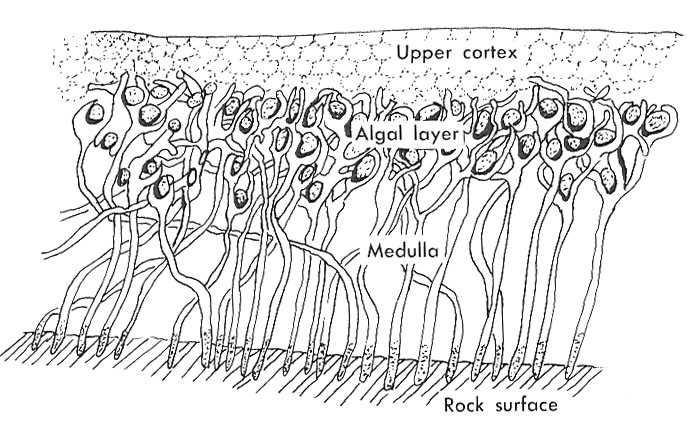 Upper cortex
Algal layer
Medulla
Rock surface